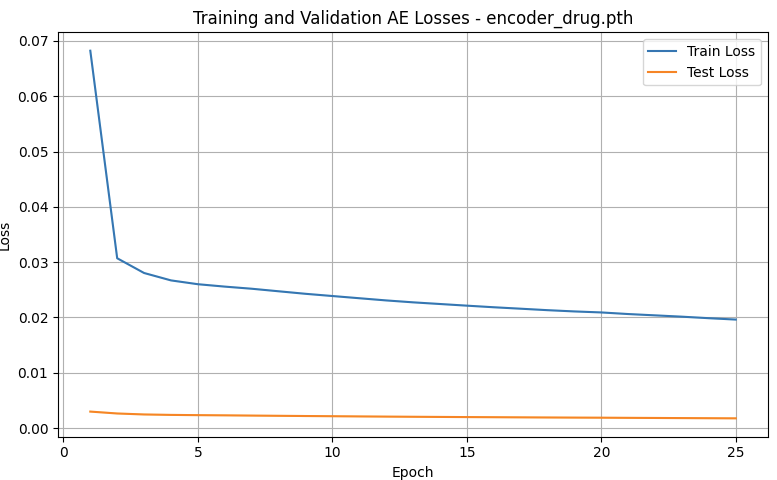 Training and Validation AE Losses - encoder_drug.pth
Train Loss
Test Loss
0.07
0.06
0.05
0.04
0.03
0.02
0.01
0.00
Loss
0 5 10 15 20 25
Epoch